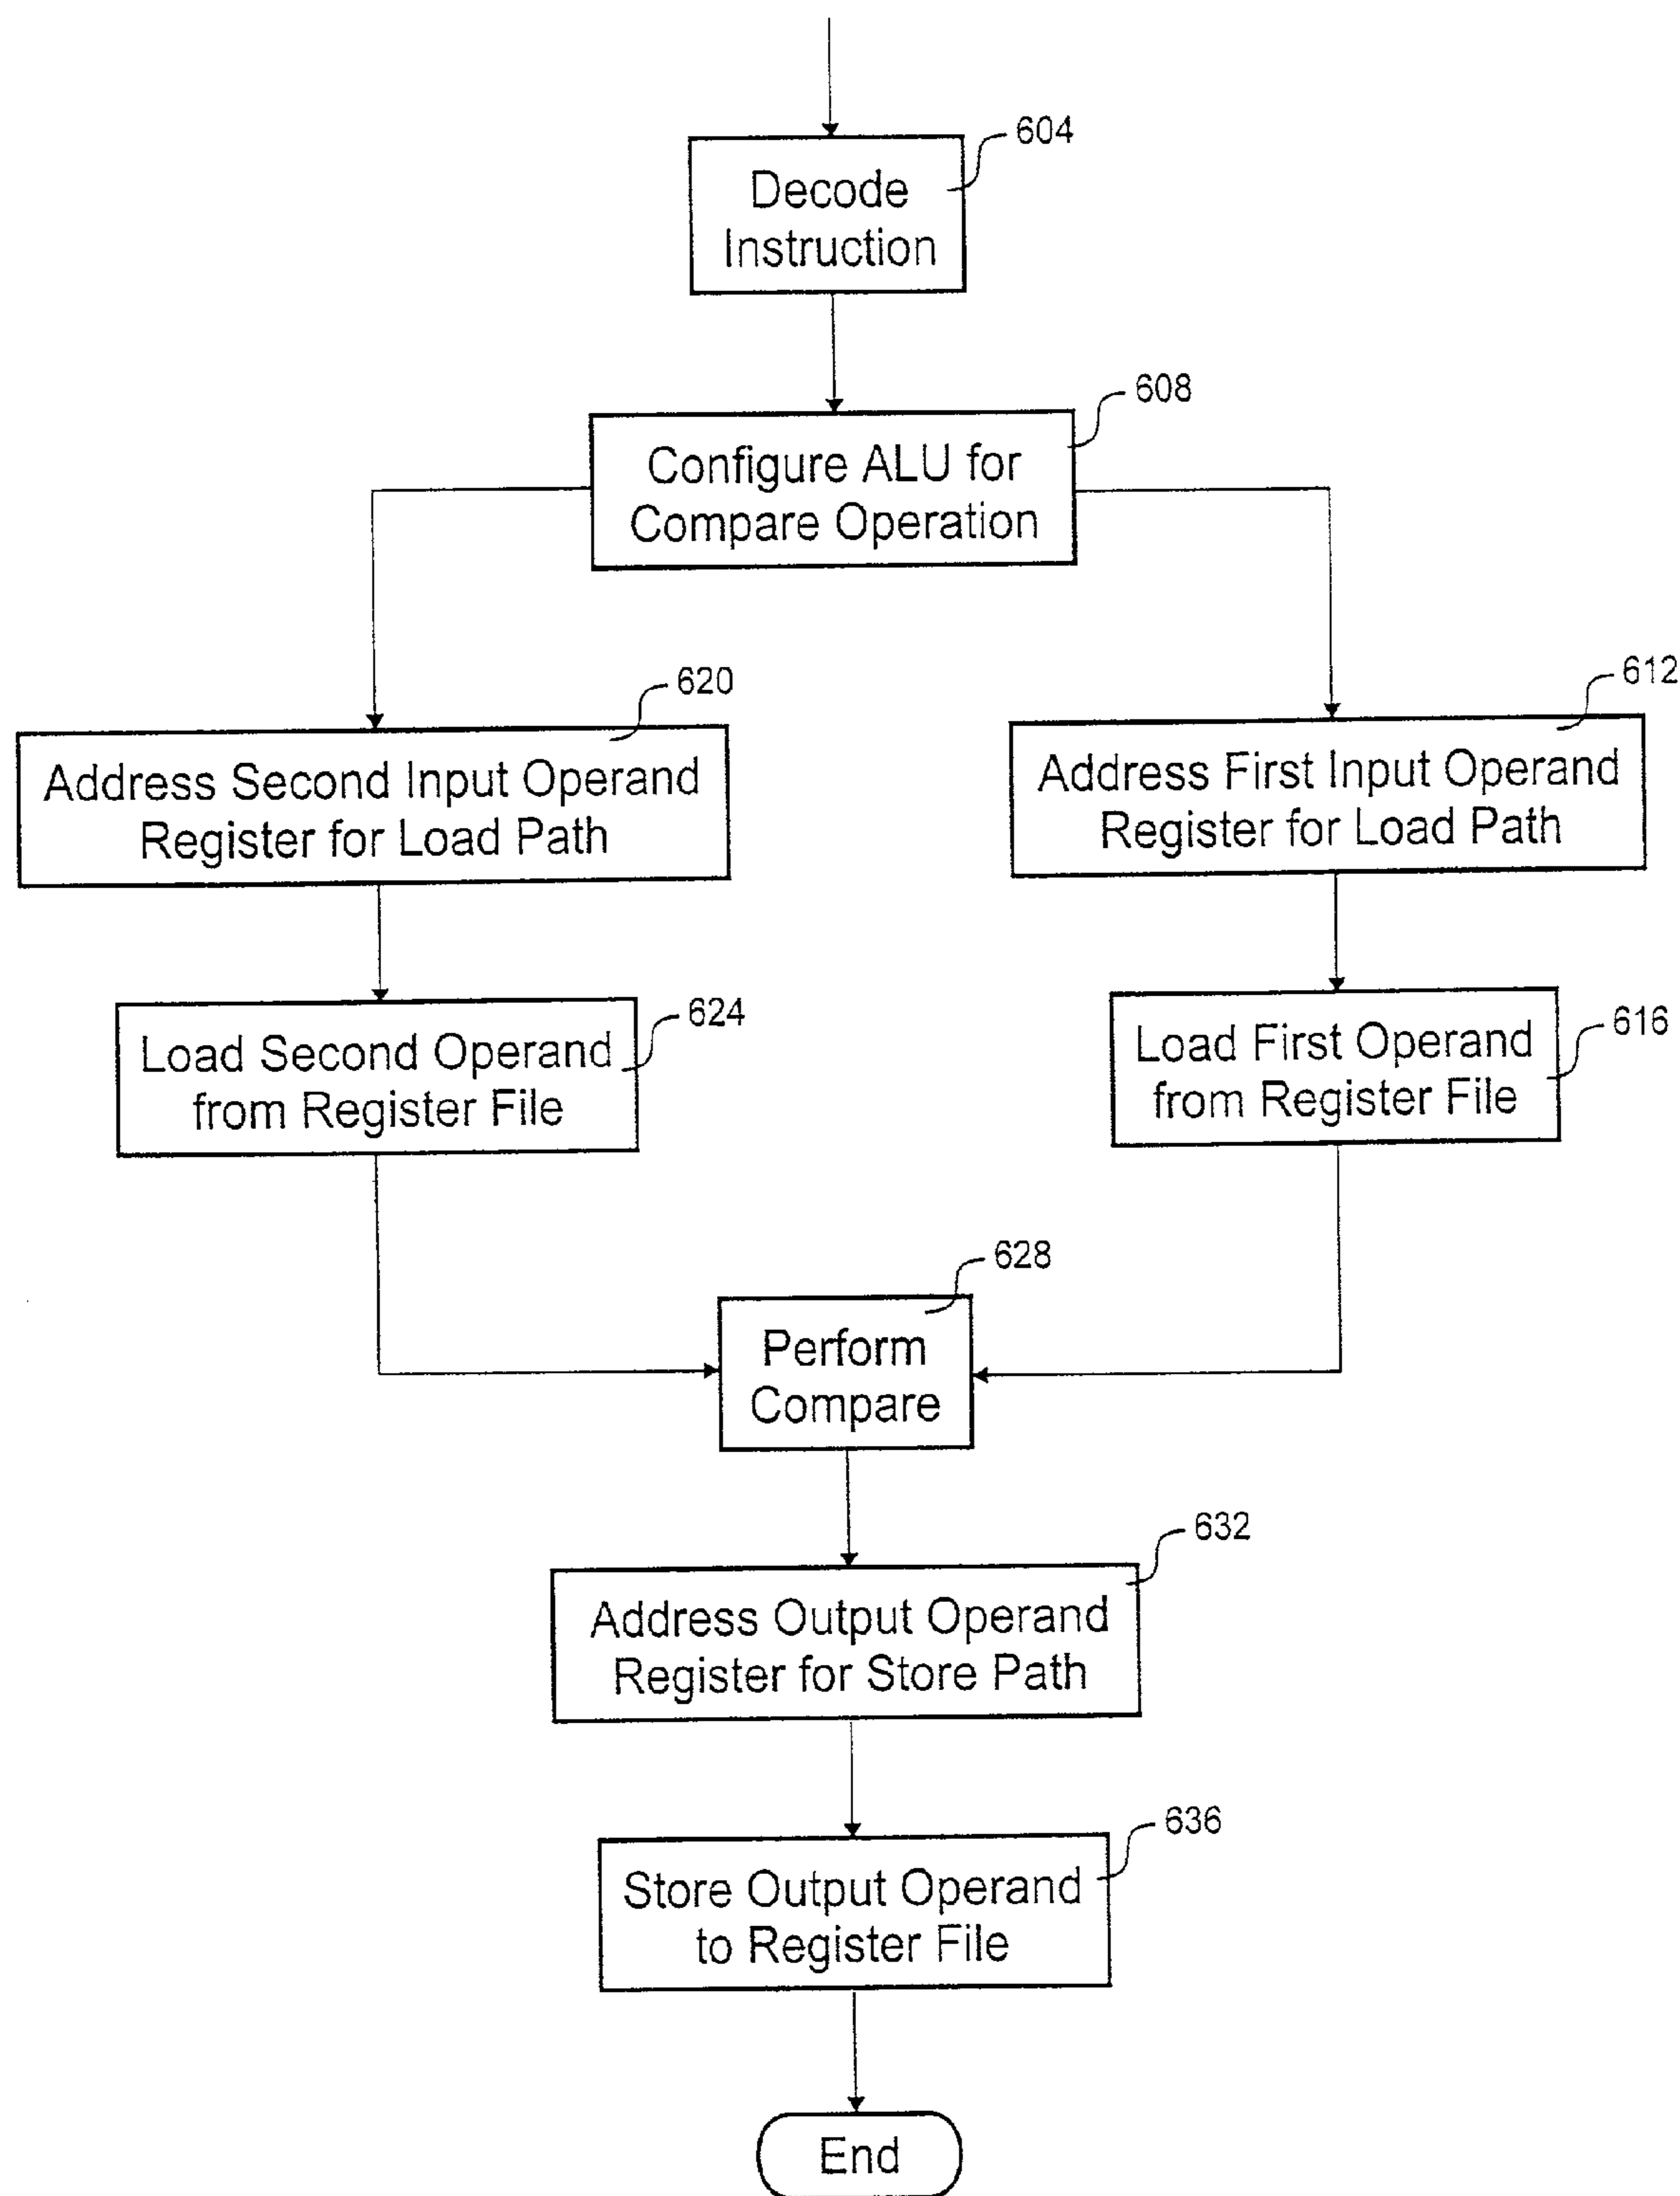 604
Decode
Instruction
608
Configure ALU for
Compare Operation
620
Address Second Input Operand
Register for Load Path
612
Address First Input Operand
Register for Load Path
624
Load Second Operand
from Register File
616
Load First Operand
from Register File
628
Perform
Compare
632
Address Output Operand
Register for Store Path
636
Store Output Operand
to Register File
End